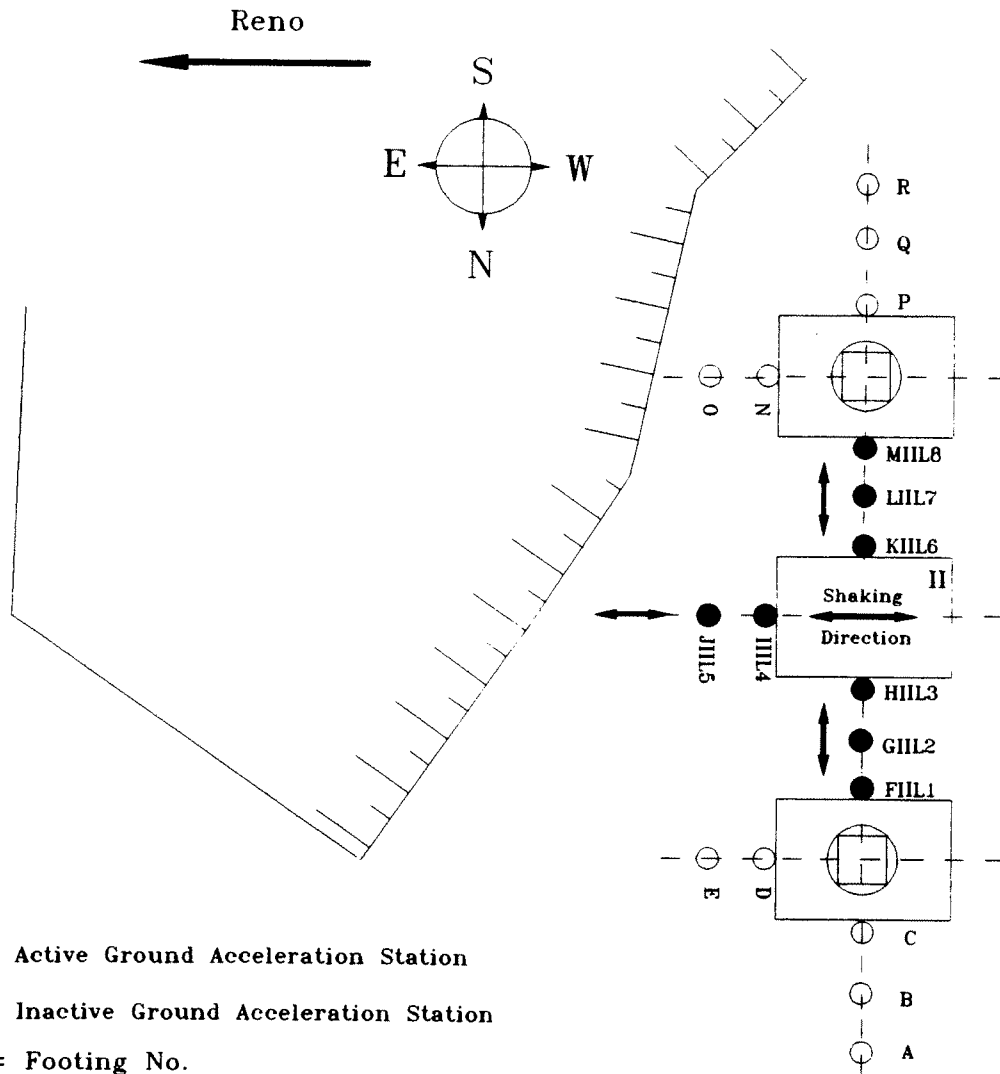 Reno
S
E
W
N
R
Q
P
O
N
MIIL8
LIIL7
KIIL6
II
Shaking
Direction
JIIL5
IIIL4
HIIL3
GIIL2
FIIL1
E
D
C
B
A
Active Ground Acceleration Station
Inactive Ground Acceleration Station
= Footing No.